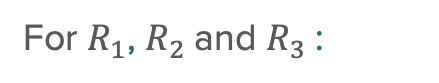 For R₁, R₂ and R₃ :